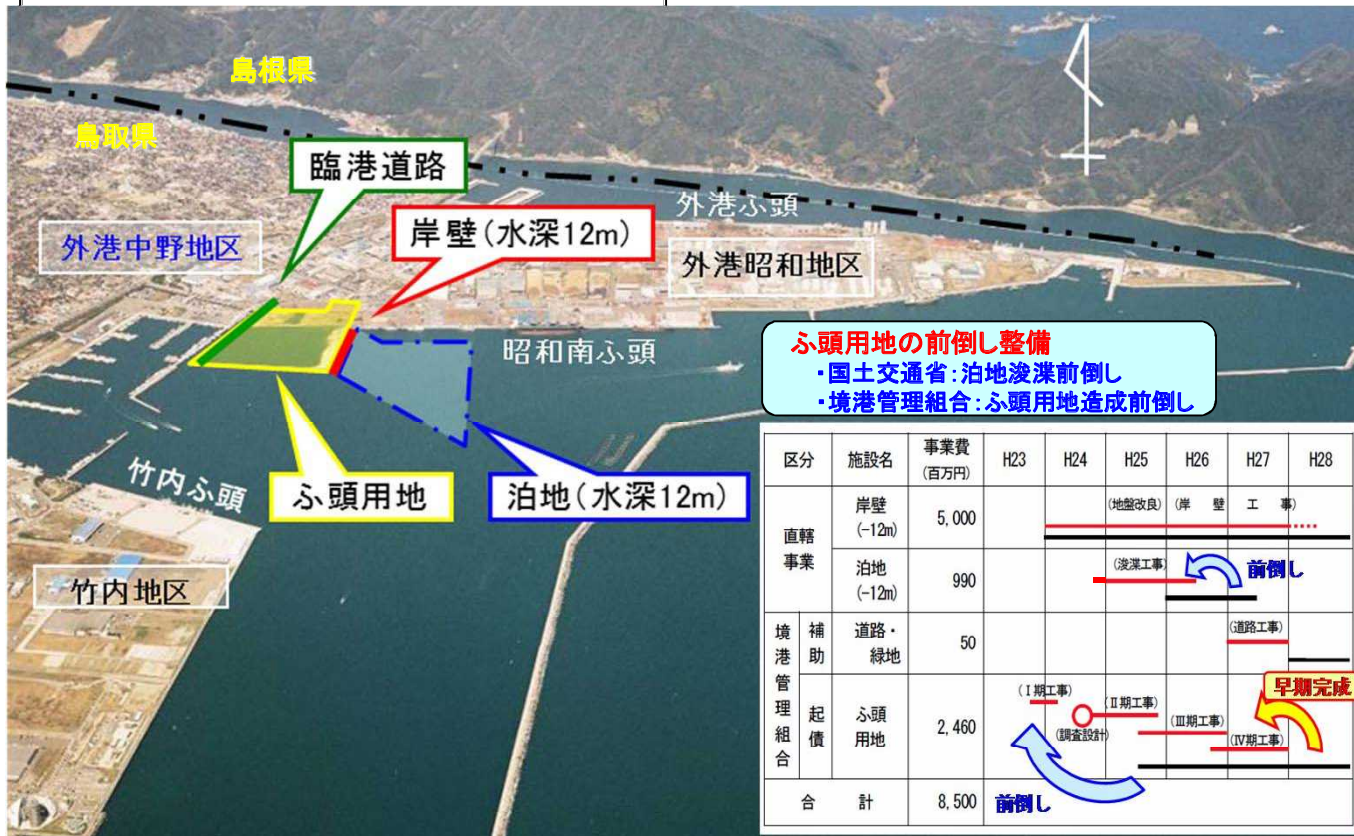 島根県
鳥取県
臨港道路
外港ふ頭
岸壁(水深12m)
外港中野地区
外港昭和地区
昭和南ふ頭
ふ頭用地の前倒し整備
・国土交通省:泊地浚渫前倒し
・境港管理組合:ふ頭用地造成前倒し
竹内ふ頭
ふ頭用地
泊地(水深12m)
竹内地区
区分 施設名 事業費(百万円) H23 H24 H25 H26 H27 H28
直轄事業
岸壁(-12m) 5,000 (地盤改良) (岸壁工事)
泊地(-12m) 990 (浚渫工事) 前倒し
境港管理組合
補助 道路・緑地 50 (道路工事)
早期完成
起債 ふ頭用地 2,460 (Ⅰ期工事) (調査設計) (Ⅱ期工事) (Ⅲ期工事) (Ⅳ期工事)
合計 8,500 前倒し